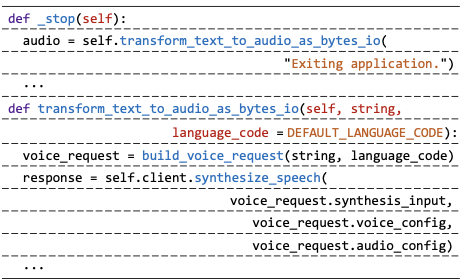 def _stop(self):
audio = self.transform_text_to_audio_as_bytes_io(
"Exiting application.")
...
def transform_text_to_audio_as_bytes_io(self, string,
language_code = DEFAULT_LANGUAGE_CODE):
voice_request = build_voice_request(string, language_code)
response = self.client.synthesize_speech(
voice_request.synthesis_input,
voice_request.voice_config,
voice_request.audio_config)
...